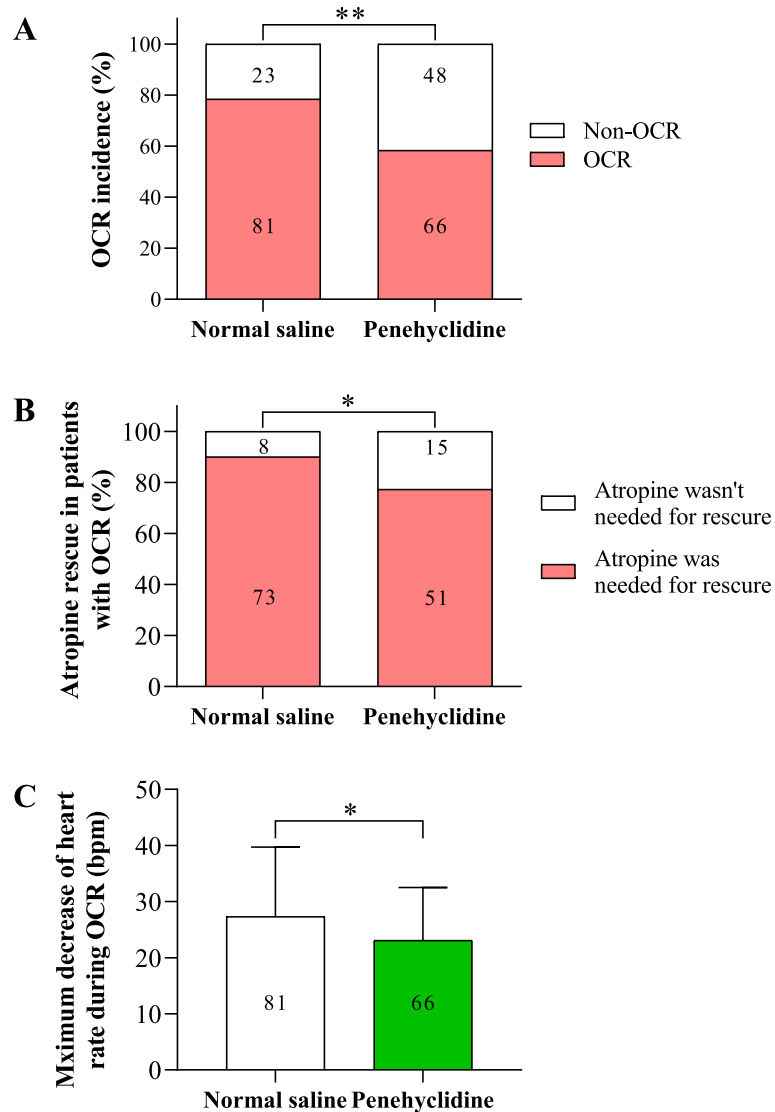 A
**
OCR incidence (%)
100
80
60
40
20
0
23
48
81
66
Non-OCR
OCR
Normal saline
Penehyclidine
B
*
Atropine rescue in patients
with OCR (%)
100
80
60
40
20
0
8
15
73
51
Atropine wasn't
needed for rescure
Atropine was
needed for rescure
Normal saline
Penehyclidine
C
*
Mximum decrease of heart
rate during OCR (bpm)
50
40
30
20
10
0
81
66
Normal saline
Penehyclidine